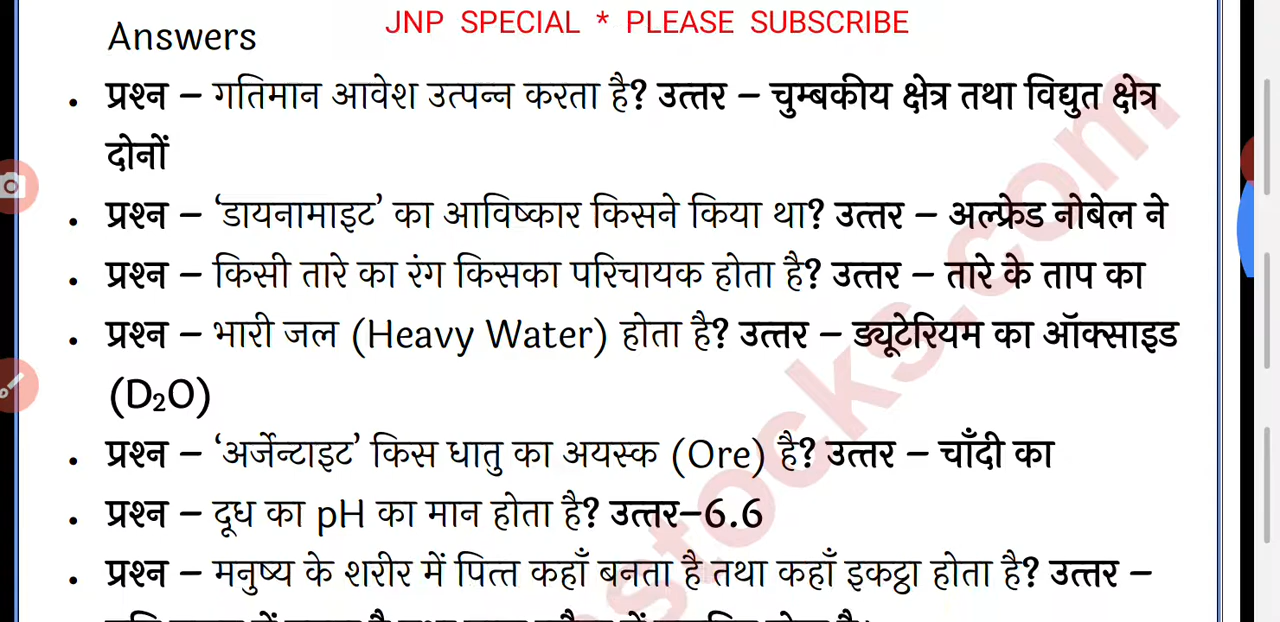 JNP SPECIAL * PLEASE SUBSCRIBE
Answers
• प्रश्न – गतिमान आवेश उत्पन्न करता है? उत्तर – चुम्बकीय क्षेत्र तथा विद्युत क्षेत्र
दोनों
• प्रश्न – ‘डायनामाइट’ का आविष्कार किसने किया था? उत्तर – अल्फ्रेड नोबेल ने
• प्रश्न – किसी तारे का रंग किसका परिचायक होता है? उत्तर – तारे के ताप का
• प्रश्न – भारी जल (Heavy Water) होता है? उत्तर – ड्यूटेरियम का ऑक्साइड
(D₂O)
• प्रश्न – ‘अर्जेन्टाइट’ किस धातु का अयस्क (Ore) है? उत्तर – चाँदी का
• प्रश्न – दूध का pH का मान होता है? उत्तर–6.6
• प्रश्न – मनुष्य के शरीर में पित्त कहाँ बनता है तथा कहाँ इकट्ठा होता है? उत्तर –
stocks.com